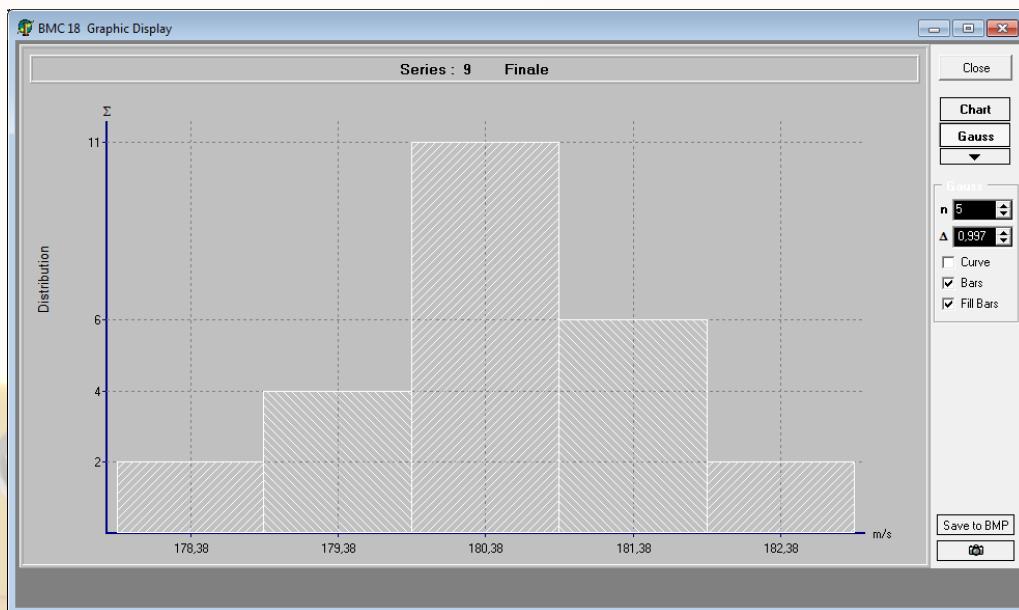 BMC 18 Graphic Display
Series : 9 Finale
Close
Chart
Gauss
Gauss
n 5
Δ 0,997
Curve
Bars
Fill Bars
Save to BMP
Σ
11
6
4
2
Distribution
178,38 179,38 180,38 181,38 182,38
m/s